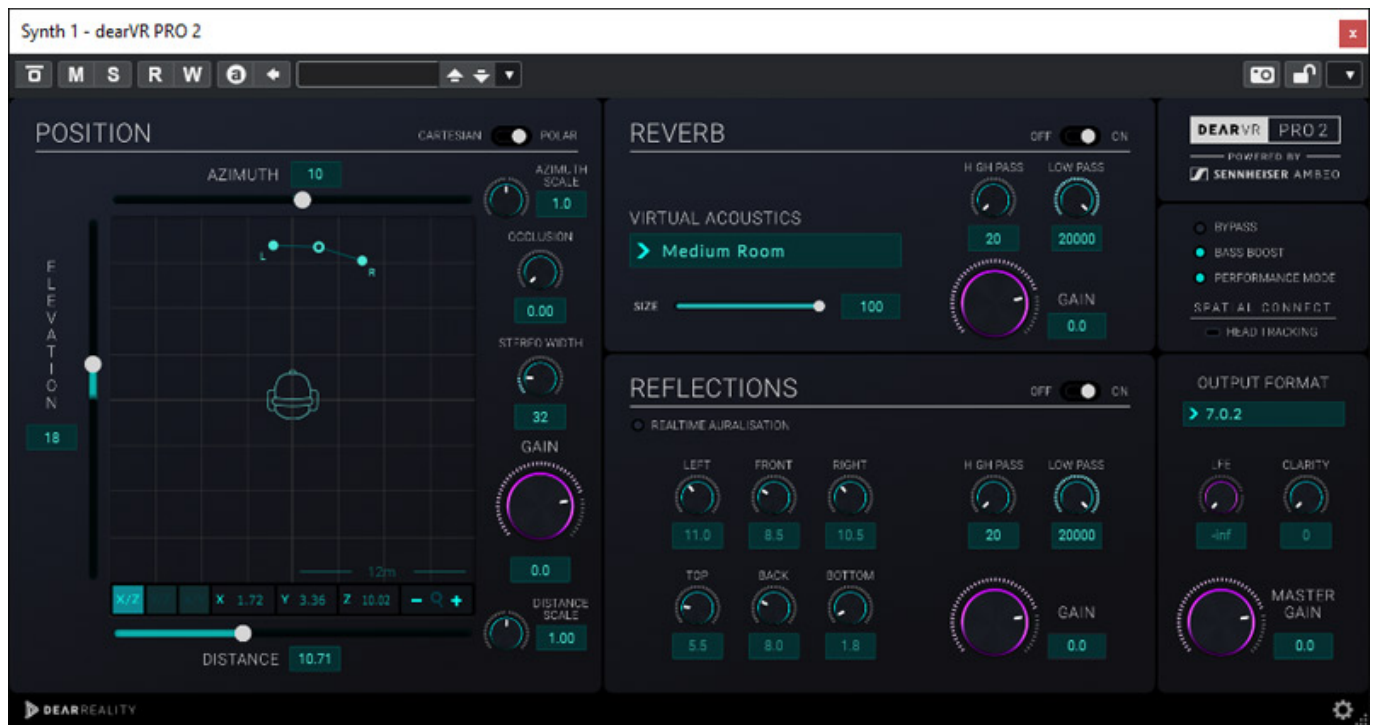 Synth 1 - dearVR PRO 2
x
M S R W a
POSITION
CARTESIAN POLAR
AZIMUTH 10
AZIMUTH SCALE
1.0
OCCLUSION
0.00
STEREO WIDTH
32
GAIN
0.0
ELEVATION
18
L
R
12m
X/Z X 1.72 Y 3.36 Z 10.02
DISTANCE SCALE
1.00
DISTANCE 10.71
REVERB
OFF ON
HIGH PASS LOW PASS
20 20000
VIRTUAL ACOUSTICS
Medium Room
SIZE 100
GAIN
0.0
REFLECTIONS
OFF ON
REALTIME AURALISATION
LEFT FRONT RIGHT
11.0 8.5 10.5
HIGH PASS LOW PASS
20 20000
TOP BACK BOTTOM
5.5 8.0 1.8
GAIN
0.0
DEARVR PRO 2
POWERED BY
SENNHEISER AMBEO
BYPASS
BASS BOOST
PERFORMANCE MODE
SPATIAL CONNECT
HEAD TRACKING
OUTPUT FORMAT
7.0.2
LFE CLARITY
-inf 0
MASTER GAIN
0.0
DEARREALITY